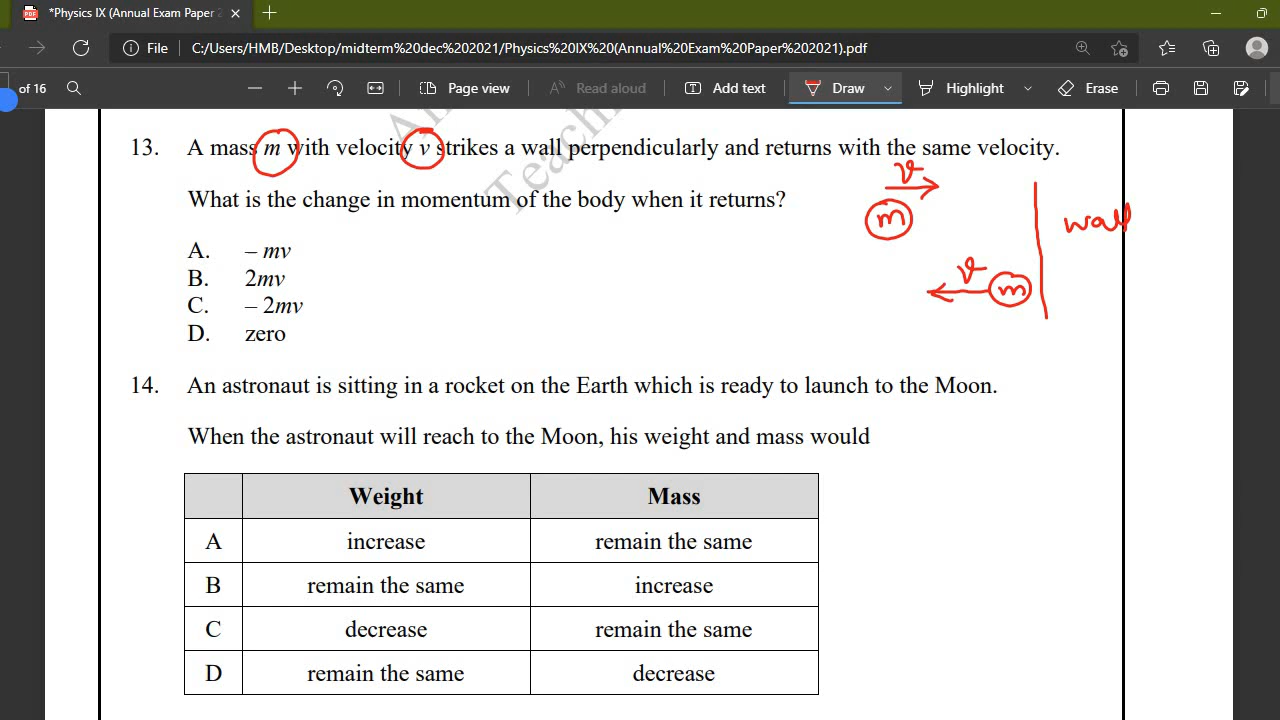 *Physics IX (Annual Exam Paper 2
File C:/Users/HMB/Desktop/midterm%20dec%202021/Physics%20IX%20(Annual%20Exam%20Paper%202021).pdf
of 16 Page view Read aloud Add text Draw Highlight Erase
13. A mass m with velocity v strikes a wall perpendicularly and returns with the same velocity.
v
What is the change in momentum of the body when it returns?
m wall
A. – mv
B. 2mv
v m
C. – 2mv
D. zero
14. An astronaut is sitting in a rocket on the Earth which is ready to launch to the Moon.
When the astronaut will reach to the Moon, his weight and mass would
Weight Mass
A increase remain the same
B remain the same increase
C decrease remain the same
D remain the same decrease